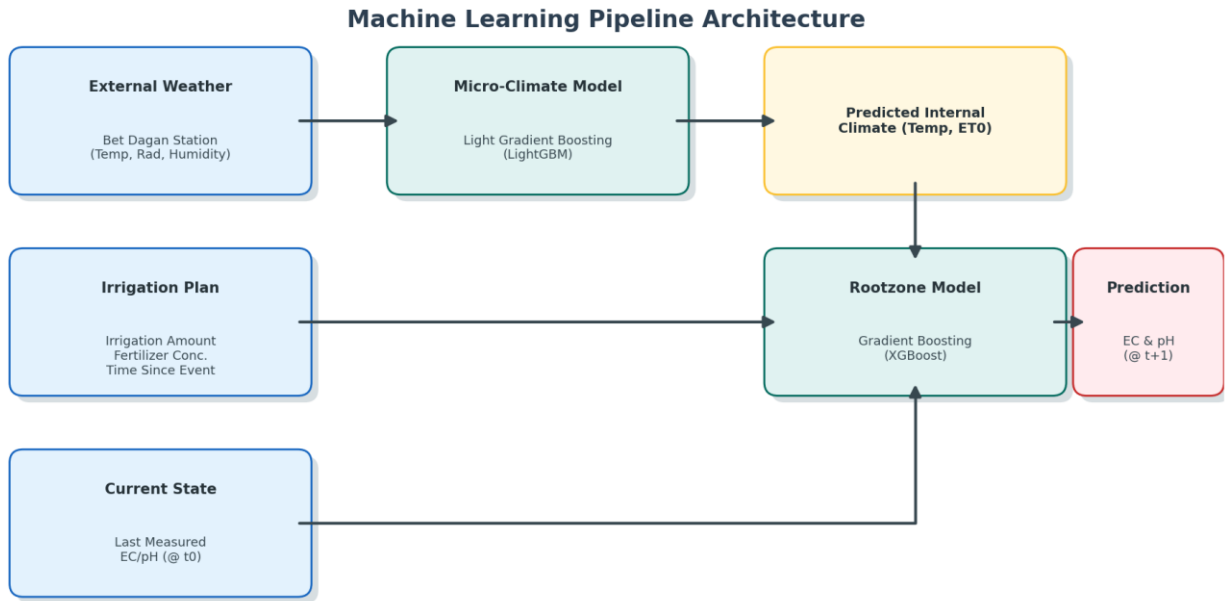 Machine Learning Pipeline Architecture
External Weather
Bet Dagan Station
(Temp, Rad, Humidity)
Micro-Climate Model
Light Gradient Boosting
(LightGBM)
Predicted Internal
Climate (Temp, ET0)
Irrigation Plan
Irrigation Amount
Fertilizer Conc.
Time Since Event
Rootzone Model
Gradient Boosting
(XGBoost)
Prediction
EC & pH
(@ t+1)
Current State
Last Measured
EC/pH (@ t0)